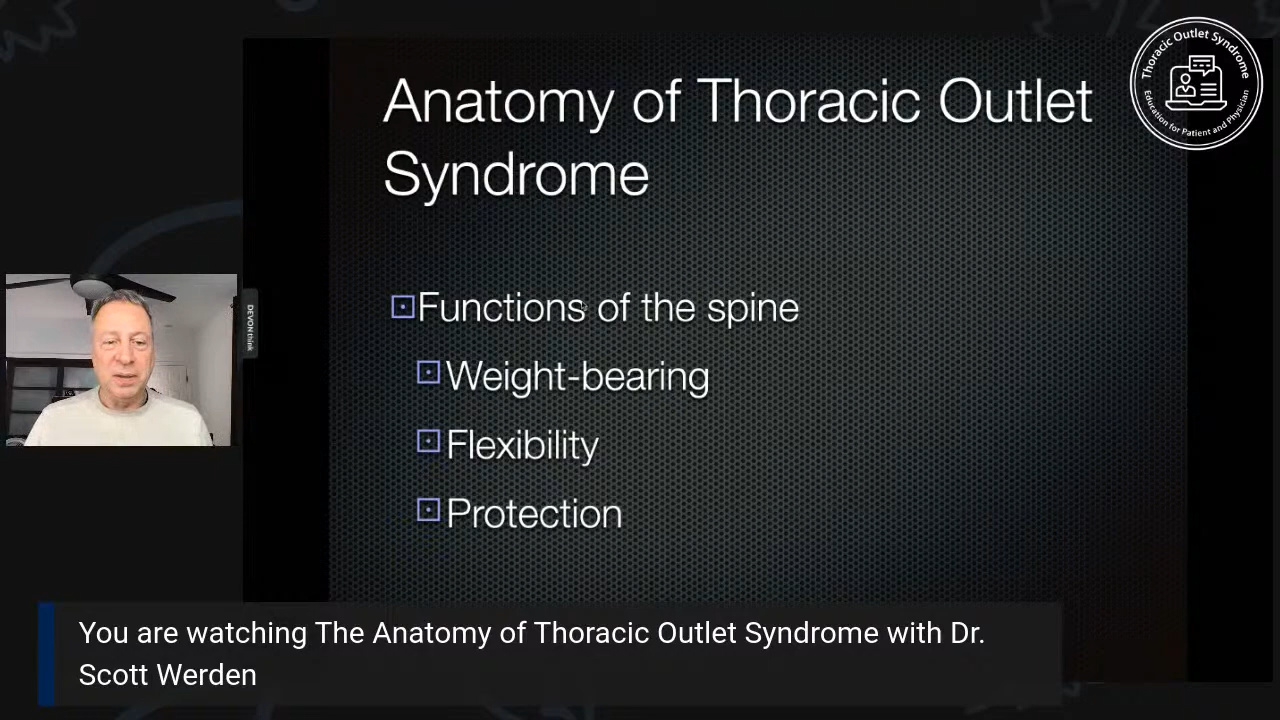 Anatomy of Thoracic Outlet
Syndrome
Thoracic Outlet Syndrome
Education for Patient and Physician
DEVONthink
Functions of the spine
Weight-bearing
Flexibility
Protection
You are watching The Anatomy of Thoracic Outlet Syndrome with Dr.
Scott Werden